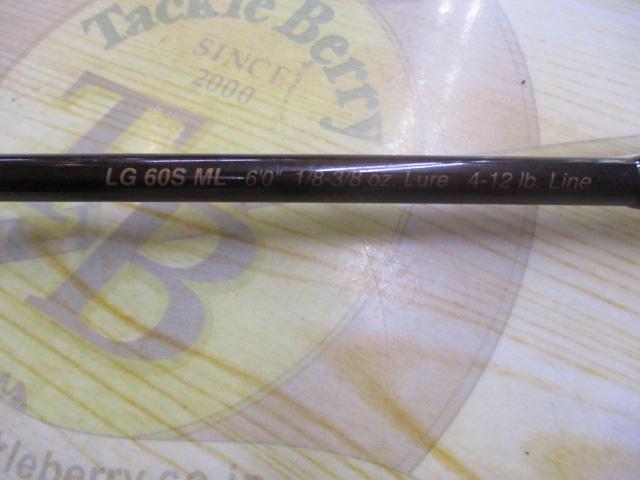 Tackle Berry
SINCE
2000
TB
LG 60S ML 6'0" 1/8-3/8 oz. Lure 4-12 lb. Line